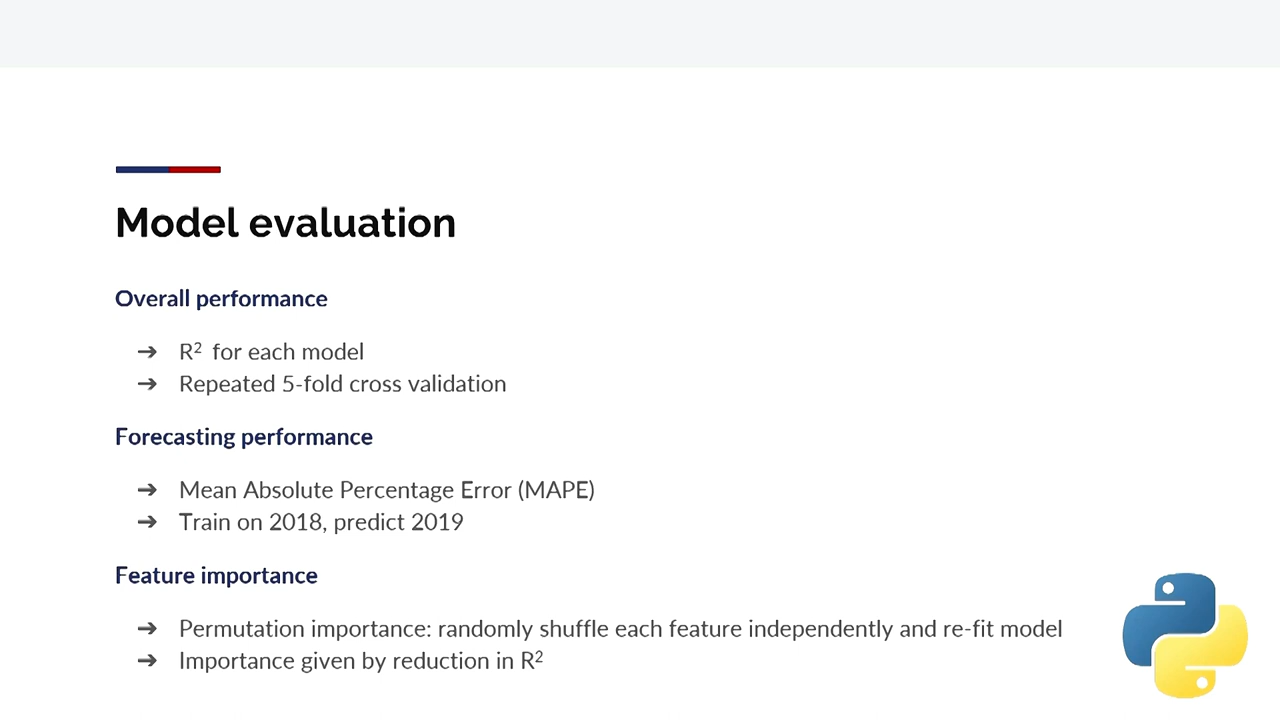 Model evaluation
Overall performance
➔ R² for each model
➔ Repeated 5-fold cross validation
Forecasting performance
➔ Mean Absolute Percentage Error (MAPE)
➔ Train on 2018, predict 2019
Feature importance
➔ Permutation importance: randomly shuffle each feature independently and re-fit model
➔ Importance given by reduction in R²